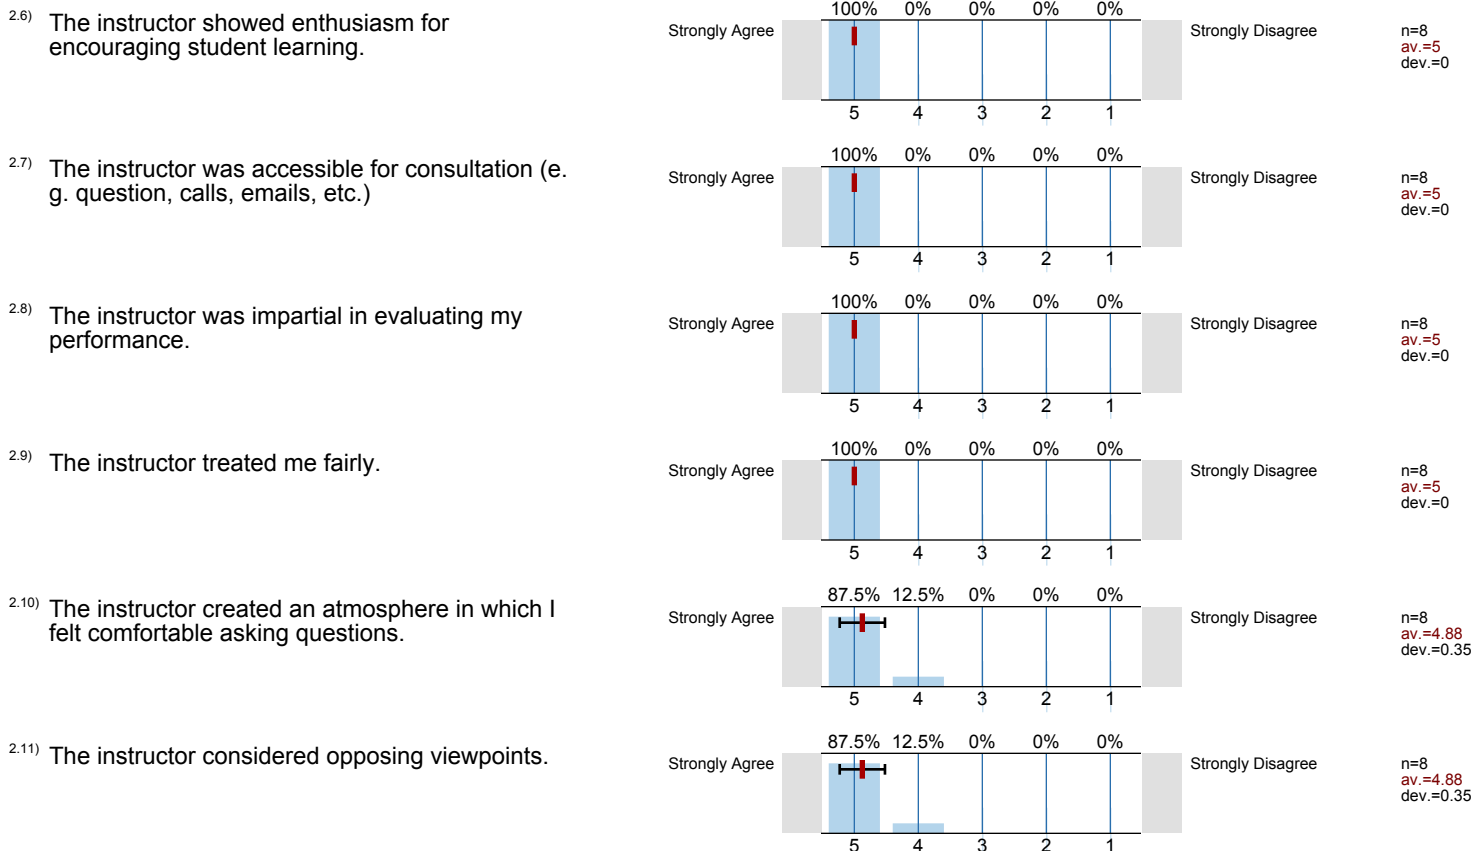 2.6) The instructor showed enthusiasm for
encouraging student learning.
100% 0% 0% 0% 0%
Strongly Agree
Strongly Disagree
n=8
av.=5
dev.=0
5 4 3 2 1
2.7) The instructor was accessible for consultation (e.
g. question, calls, emails, etc.)
100% 0% 0% 0% 0%
Strongly Agree
Strongly Disagree
n=8
av.=5
dev.=0
5 4 3 2 1
2.8) The instructor was impartial in evaluating my
performance.
100% 0% 0% 0% 0%
Strongly Agree
Strongly Disagree
n=8
av.=5
dev.=0
5 4 3 2 1
2.9) The instructor treated me fairly.
100% 0% 0% 0% 0%
Strongly Agree
Strongly Disagree
n=8
av.=5
dev.=0
5 4 3 2 1
2.10) The instructor created an atmosphere in which I
felt comfortable asking questions.
87.5% 12.5% 0% 0% 0%
Strongly Agree
Strongly Disagree
n=8
av.=4.88
dev.=0.35
5 4 3 2 1
2.11) The instructor considered opposing viewpoints.
87.5% 12.5% 0% 0% 0%
Strongly Agree
Strongly Disagree
n=8
av.=4.88
dev.=0.35
5 4 3 2 1